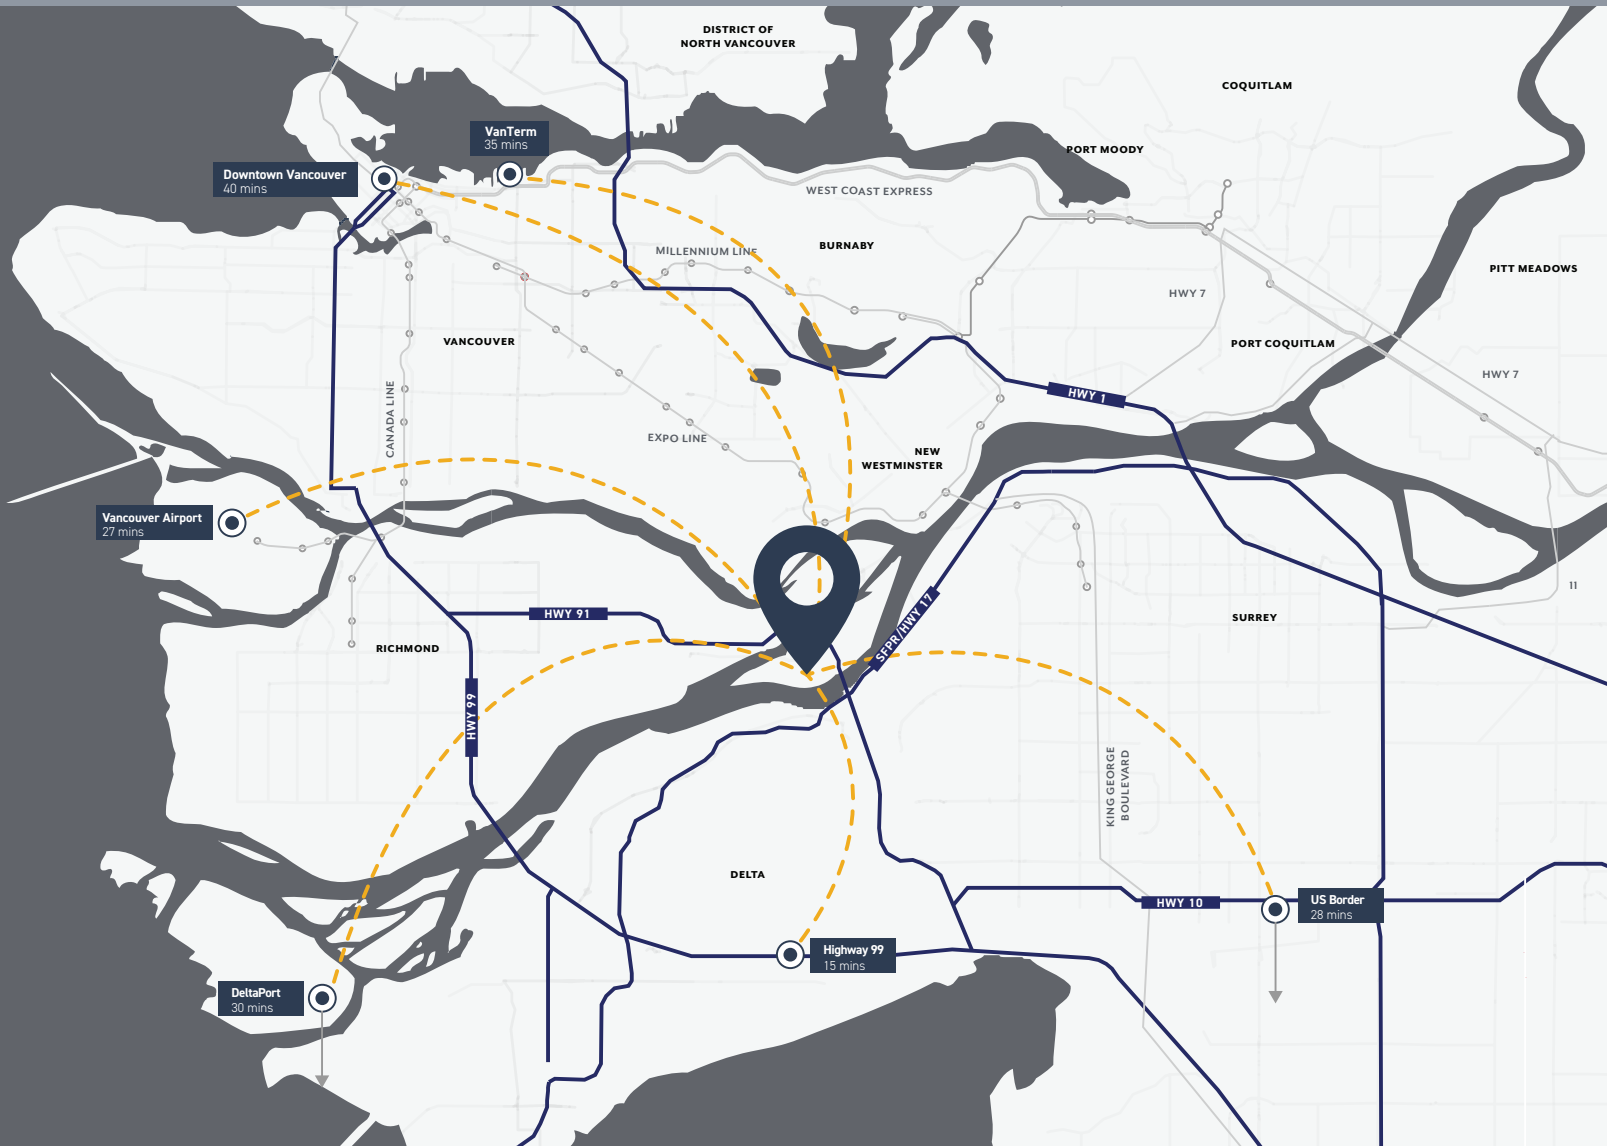 DISTRICT OF
NORTH VANCOUVER
COQUITLAM
VanTerm
35 mins
PORT MOODY
Downtown Vancouver
40 mins
WEST COAST EXPRESS
BURNABY
MILLENNIUM LINE
PITT MEADOWS
HWY 7
VANCOUVER
PORT COQUITLAM
HWY 7
CANADA LINE
HWY 1
EXPO LINE
NEW
WESTMINSTER
Vancouver Airport
27 mins
11
HWY 91
SFPR/HWY 17
SURREY
RICHMOND
HWY 99
KING GEORGE
BOULEVARD
DELTA
HWY 10
US Border
28 mins
Highway 99
15 mins
DeltaPort
30 mins